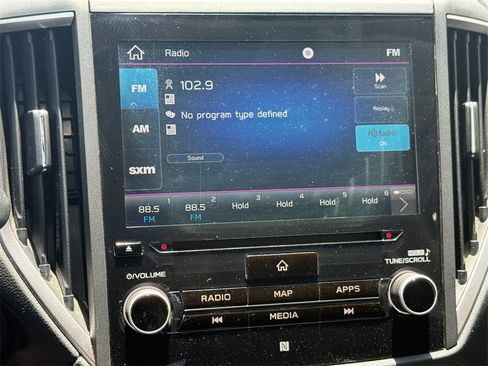 Radio FM
FM
102.9
Scan
No program type defined
Replay
AM
HD Radio
ON
Sound
sxm
1 2 3 4 5 6
88.5 88.5 Hold Hold Hold Hold
FM FM
VOLUME
HOLD
TUNE/SCROLL
RADIO MAP APPS
MEDIA
N